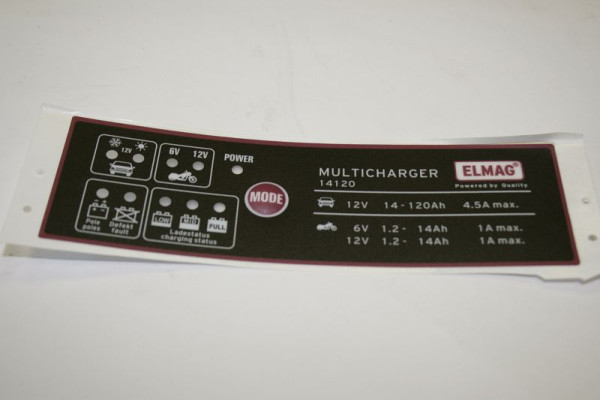 12V
6V 12V
POWER
MODE
Pole
poles
Defekt
fault
LOW MID FULL
Ladestatus
charging status
MULTICHARGER
14120
ELMAG®
Powered by Quality
12V 14 - 120Ah 4.5A max.
6V 1.2 - 14Ah 1A max.
12V 1.2 - 14Ah 1A max.